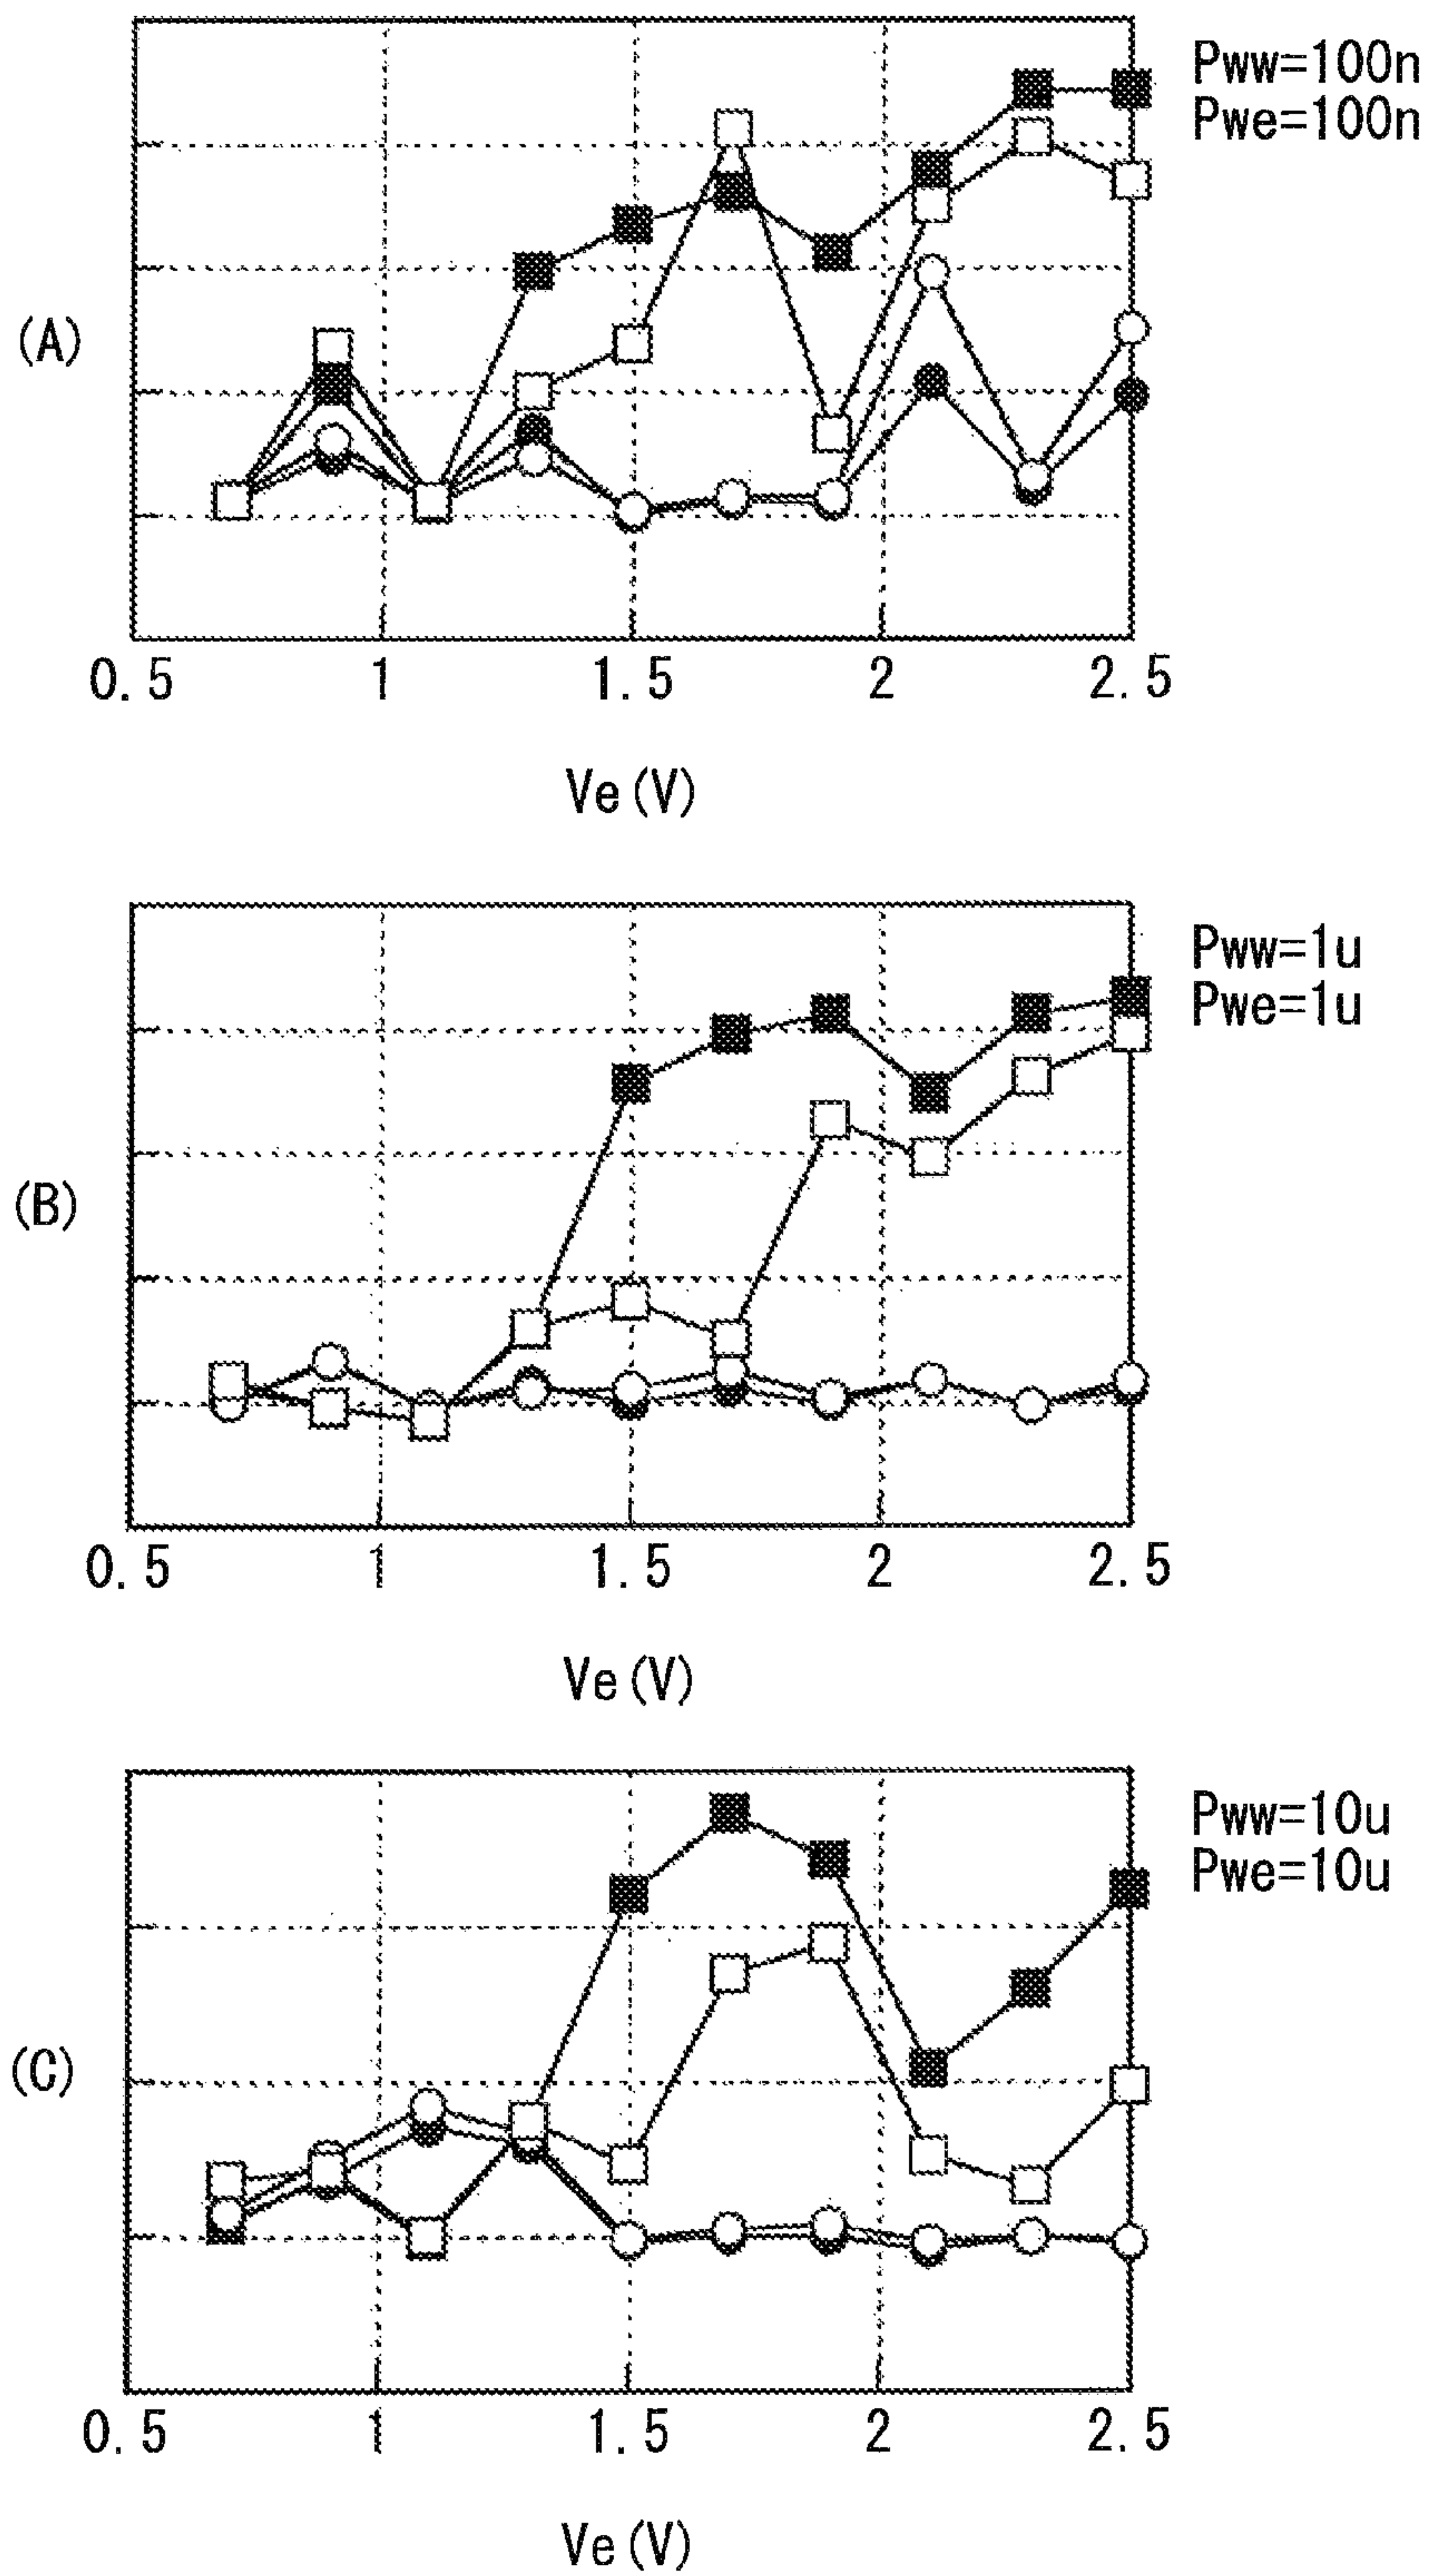 Pww=100n
Pwe=100n
(A)
0.5 1 1.5 2 2.5
Ve(V)
Pww=1u
Pwe=1u
(B)
0.5 1 1.5 2 2.5
Ve(V)
Pww=10u
Pwe=10u
(C)
0.5 1 1.5 2 2.5
Ve(V)